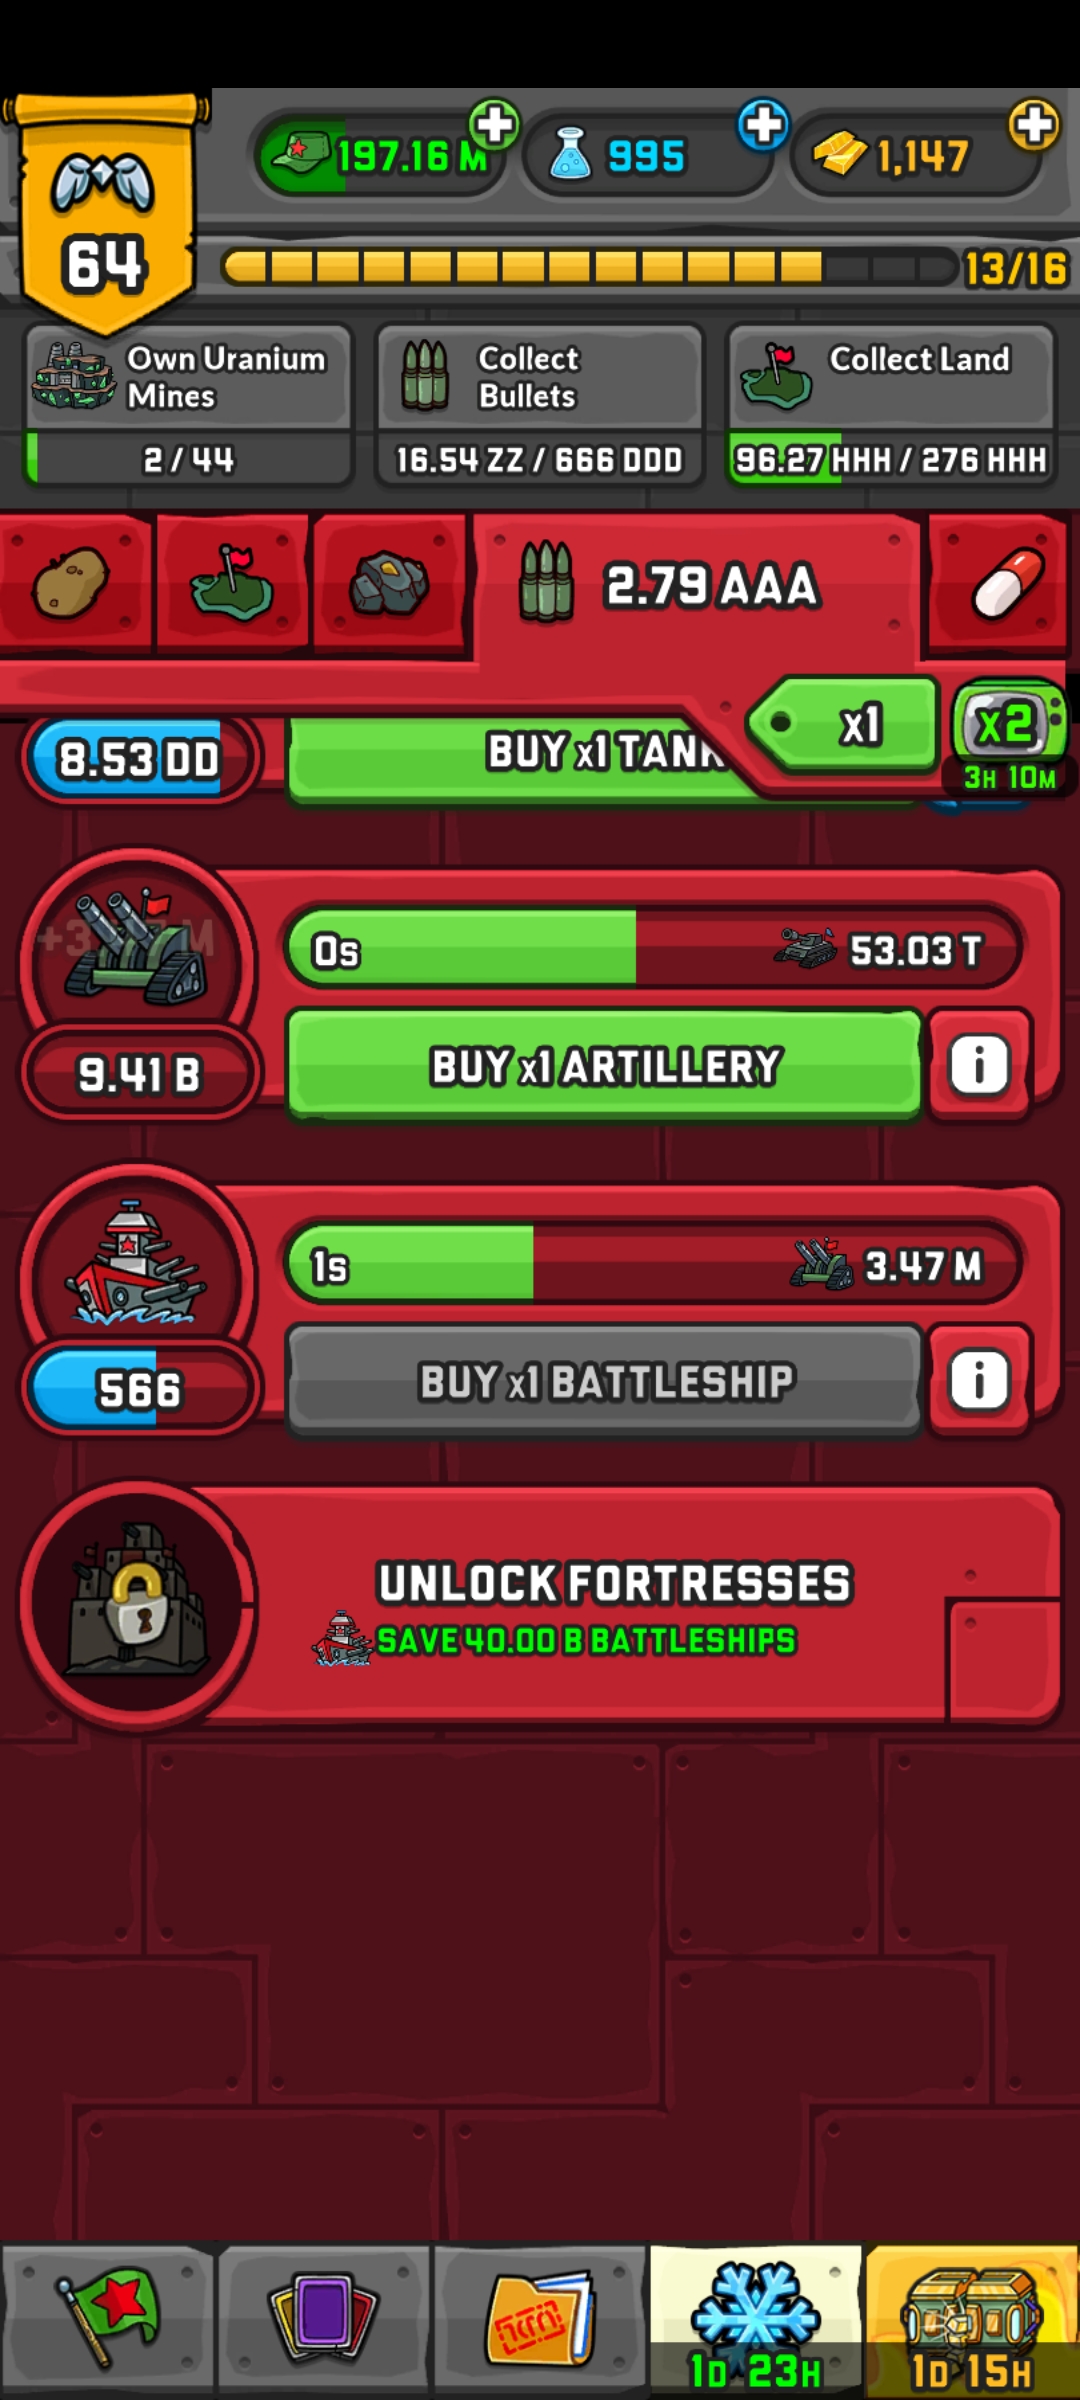 64
197.16 M
995
1,147
13/16
Own Uranium
Mines
2 / 44
Collect
Bullets
16.54 ZZ / 666 DDD
Collect Land
96.27 HHH / 276 HHH
2.79 AAA
x1
x2
3H 10M
8.53 DD
BUY x1 TANK
0s
53.03 T
9.41 B
BUY x1 ARTILLERY
i
1s
3.47 M
566
BUY x1 BATTLESHIP
i
UNLOCK FORTRESSES
SAVE 40.00 B BATTLESHIPS
1D 23H
1D 15H